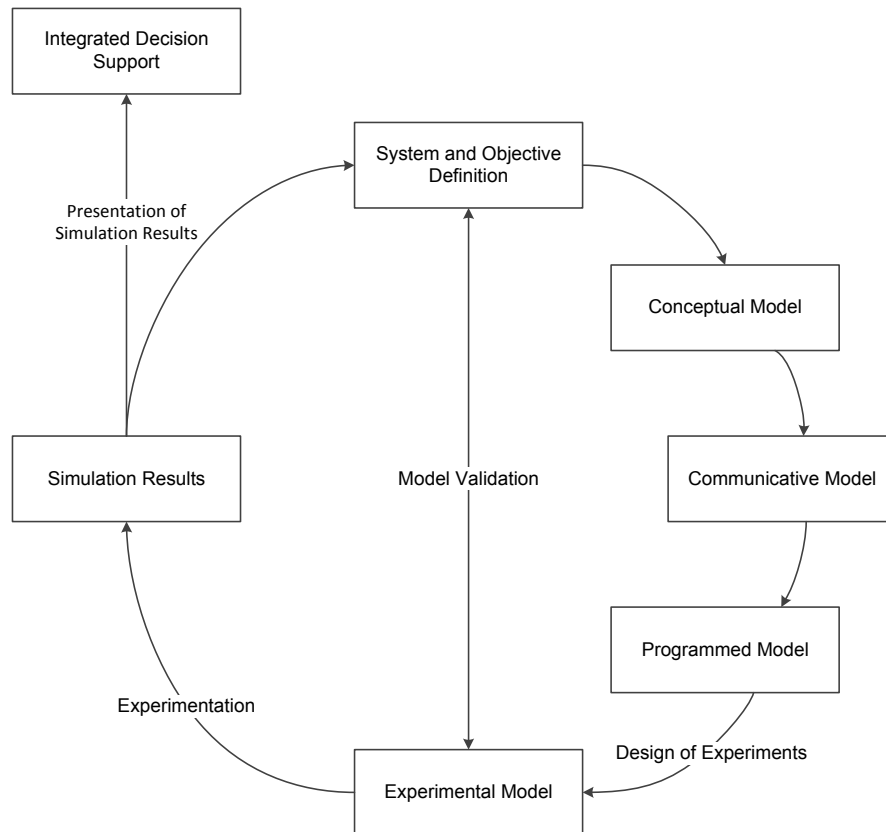 Integrated Decision
Support
System and Objective
Definition
Presentation of
Simulation Results
Conceptual Model
Simulation Results
Model Validation
Communicative Model
Programmed Model
Experimentation
Design of Experiments
Experimental Model